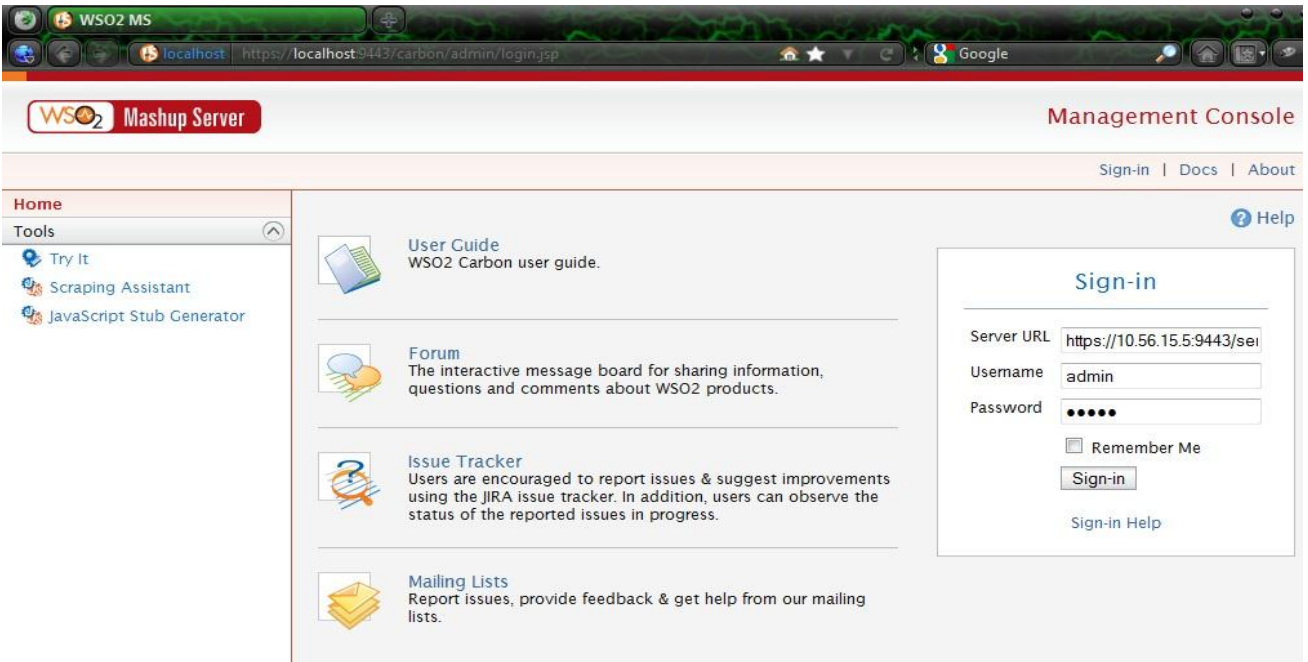 WSO2 MS
localhost https://localhost:9443/carbon/admin/login.jsp
Google
WSO2 Mashup Server
Management Console
Sign-in | Docs | About
Home
Tools
Try It
Scraping Assistant
JavaScript Stub Generator
User Guide
WSO2 Carbon user guide.
Forum
The interactive message board for sharing information,
questions and comments about WSO2 products.
Issue Tracker
Users are encouraged to report issues & suggest improvements
using the JIRA issue tracker. In addition, users can observe the
status of the reported issues in progress.
Mailing Lists
Report issues, provide feedback & get help from our mailing
lists.
Help
Sign-in
Server URL https://10.56.15.5:9443/ser
Username admin
Password •••••
Remember Me
Sign-in
Sign-in Help